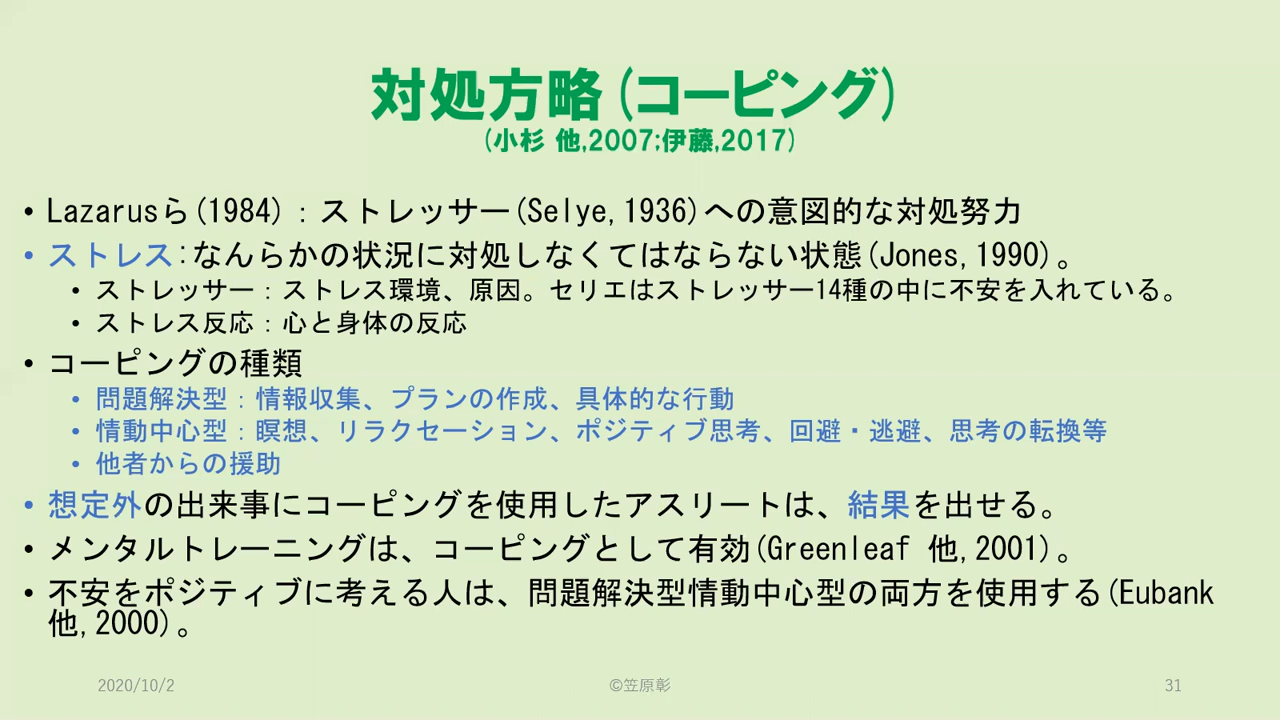 対処方略(コーピング)
(小杉 他,2007;伊藤,2017)
• Lazarusら(1984)：ストレッサー(Selye,1936)への意図的な対処努力
• ストレス:なんらかの状況に対処しなくてはならない状態(Jones,1990)。
• ストレッサー：ストレス環境、原因。セリエはストレッサー14種の中に不安を入れている。
• ストレス反応：心と身体の反応
• コーピングの種類
• 問題解決型：情報収集、プランの作成、具体的な行動
• 情動中心型：瞑想、リラクセーション、ポジティブ思考、回避・逃避、思考の転換等
• 他者からの援助
• 想定外の出来事にコーピングを使用したアスリートは、結果を出せる。
• メンタルトレーニングは、コーピングとして有効(Greenleaf 他,2001)。
• 不安をポジティブに考える人は、問題解決型情動中心型の両方を使用する(Eubank
他,2000)。
2020/10/2 ©笠原彰 31